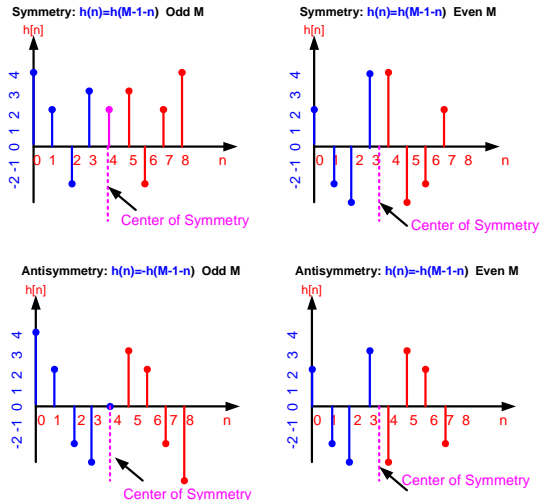 Symmetry: h(n)=h(M-1-n) Odd M
h[n]
-2 -1 0 1 2 3 4
0 1 2 3 4 5 6 7 8 n
Center of Symmetry
Symmetry: h(n)=h(M-1-n) Even M
h[n]
-2 -1 0 1 2 3 4
0 1 2 3 4 5 6 7 8 n
Center of Symmetry
Antisymmetry: h(n)=-h(M-1-n) Odd M
h[n]
-2 -1 0 1 2 3 4
0 1 2 3 4 5 6 7 8 n
Center of Symmetry
Antisymmetry: h(n)=-h(M-1-n) Even M
h[n]
-2 -1 0 1 2 3 4
0 1 2 3 4 5 6 7 8 n
Center of Symmetry